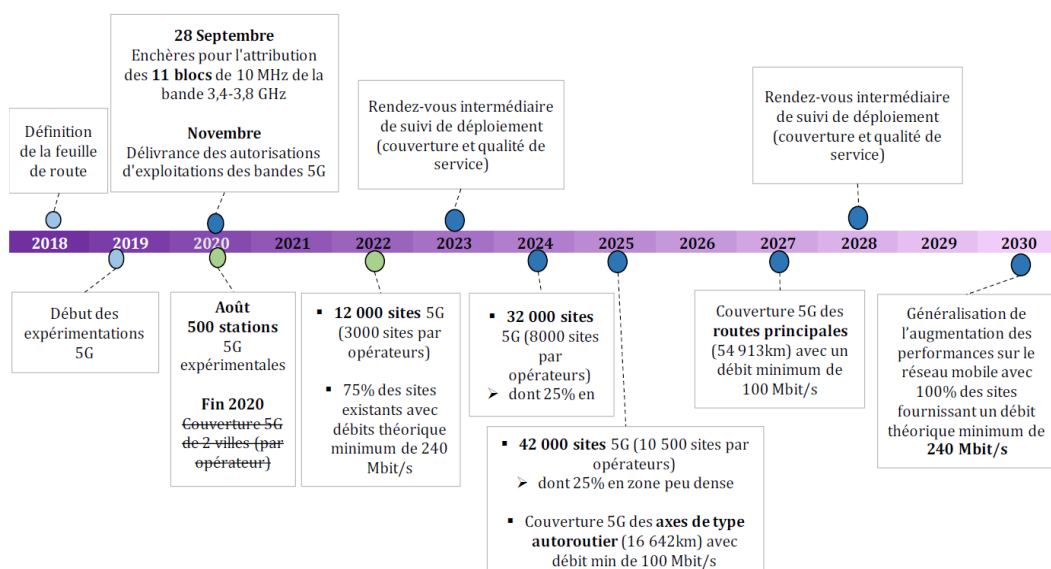 28 Septembre
Enchères pour l'attribution
des 11 blocs de 10 MHz de la
bande 3,4-3,8 GHz
Novembre
Délivrance des autorisations
d'exploitations des bandes 5G
Définition
de la feuille
de route
Rendez-vous intermédiaire
de suivi de déploiement
(couverture et qualité de
service)
Rendez-vous intermédiaire
de suivi de déploiement
(couverture et qualité de
service)
2018 2019 2020 2021 2022 2023 2024 2025 2026 2027 2028 2029 2030
Début des
expérimentations
5G
Août
500 stations
5G
expérimentales
Fin 2020
Couverture 5G
de 2 villes (par
opérateur)
▪ 12 000 sites 5G
(3000 sites par
opérateurs)
▪ 75% des sites
existants avec
débits théorique
minimum de 240
Mbit/s
▪ 32 000 sites
5G (8000 sites
par
opérateurs)
➢ dont 25% en
▪ 42 000 sites 5G (10 500 sites par
opérateurs)
➢ dont 25% en zone peu dense
▪ Couverture 5G des axes de type
autoroutier (16 642km) avec
débit min de 100 Mbit/s
Couverture 5G des
routes principales
(54 913km) avec un
débit minimum de
100 Mbit/s
Généralisation de
l'augmentation des
performances sur le
réseau mobile avec
100% des sites
fournissant un débit
théorique minimum de
240 Mbit/s